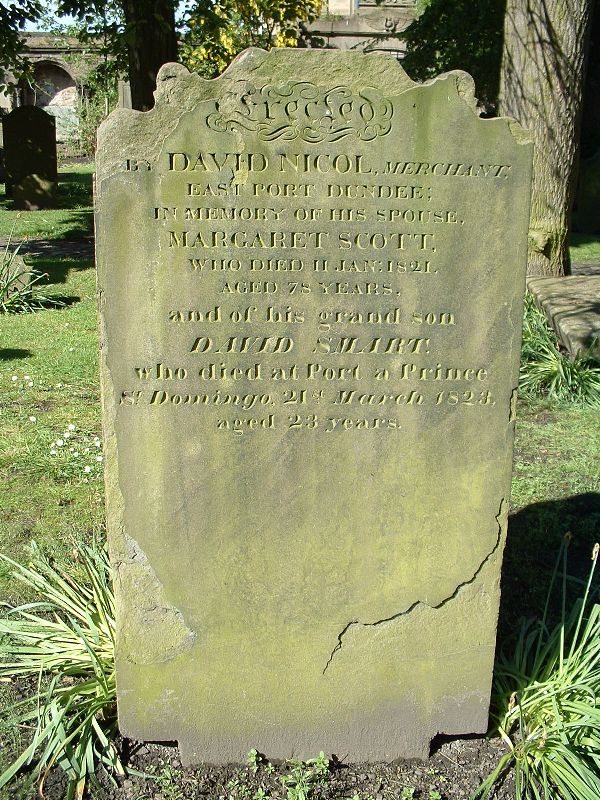 Erected
BY DAVID NICOL, MERCHANT,
EAST PORT DUNDEE;
IN MEMORY OF HIS SPOUSE,
MARGARET SCOTT,
WHO DIED 11 JAN: 1821.
AGED 78 YEARS.
and of his grand son
DAVID SMART.
who died at Port a Prince
St Domingo, 21st March 1823.
aged 23 years.